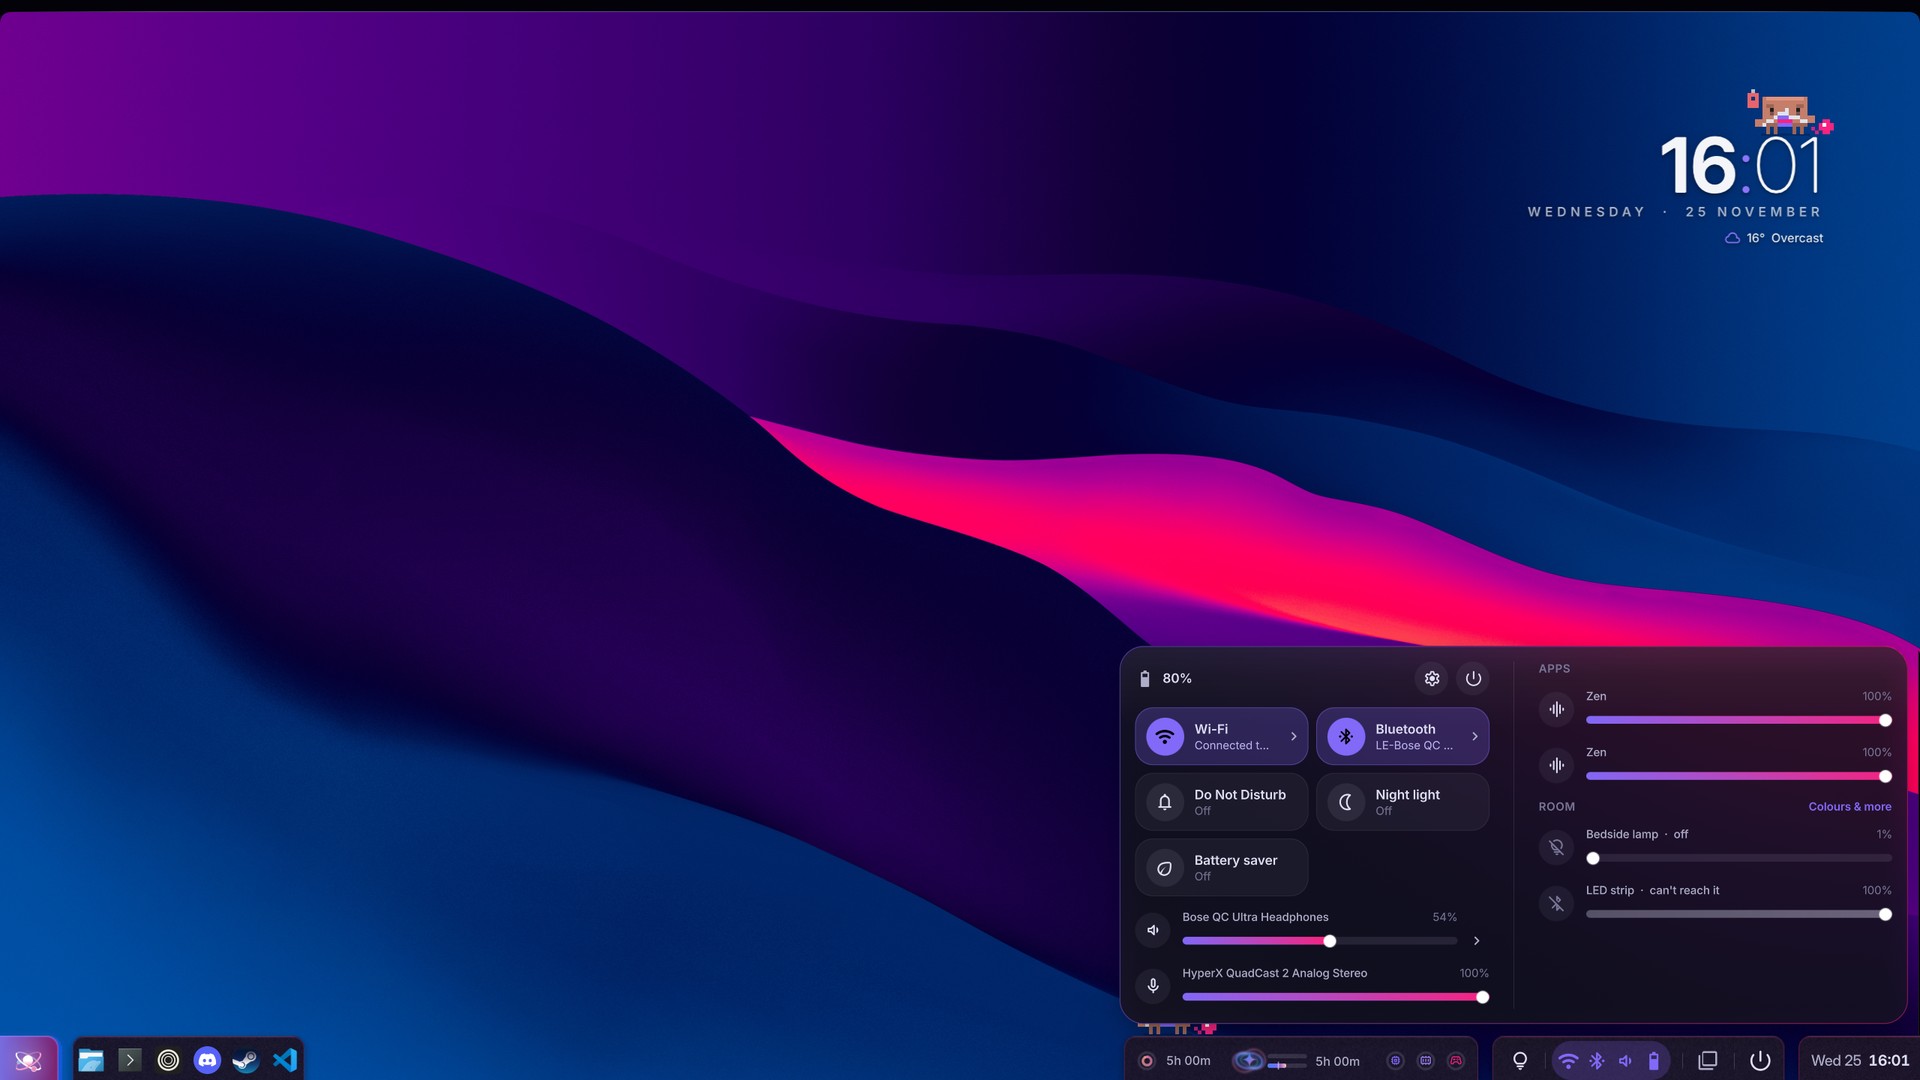 16:01
WEDNESDAY · 25 NOVEMBER
16° Overcast
80%
Wi-Fi
Connected t...
Bluetooth
LE-Bose QC ...
Do Not Disturb
Off
Night light
Off
Battery saver
Off
Bose QC Ultra Headphones 54%
HyperX QuadCast 2 Analog Stereo 100%
APPS
Zen 100%
Zen 100%
ROOM Colours & more
Bedside lamp · off 1%
LED strip · can't reach it 100%
5h 00m
5h 00m
Wed 25 16:01